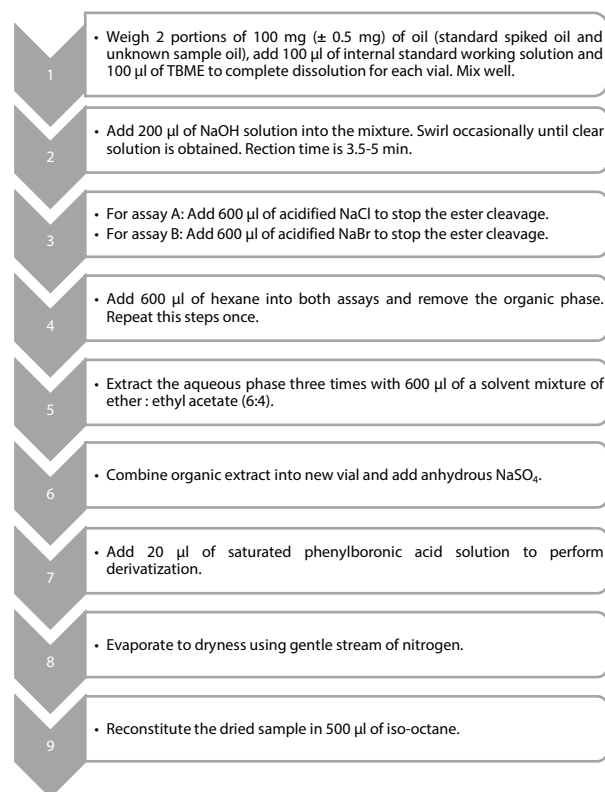 1
• Weigh 2 portions of 100 mg (± 0.5 mg) of oil (standard spiked oil and
unknown sample oil), add 100 µl of internal standard working solution and
100 µl of TBME to complete dissolution for each vial. Mix well.
2
• Add 200 µl of NaOH solution into the mixture. Swirl occasionally until clear
solution is obtained. Rection time is 3.5-5 min.
3
• For assay A: Add 600 µl of acidified NaCl to stop the ester cleavage.
• For assay B: Add 600 µl of acidified NaBr to stop the ester cleavage.
4
• Add 600 µl of hexane into both assays and remove the organic phase.
Repeat this steps once.
5
• Extract the aqueous phase three times with 600 µl of a solvent mixture of
ether : ethyl acetate (6:4).
6
• Combine organic extract into new vial and add anhydrous NaSO₄.
7
• Add 20 µl of saturated phenylboronic acid solution to perform
derivatization.
8
• Evaporate to dryness using gentle stream of nitrogen.
9
• Reconstitute the dried sample in 500 µl of iso-octane.